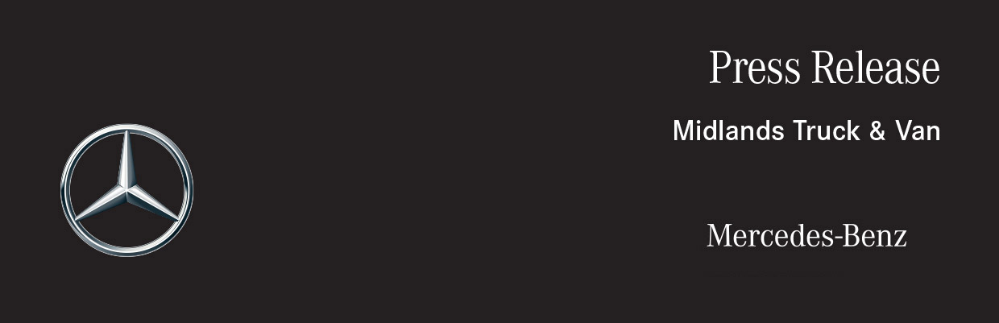 Press Release
Midlands Truck & Van
Mercedes-Benz